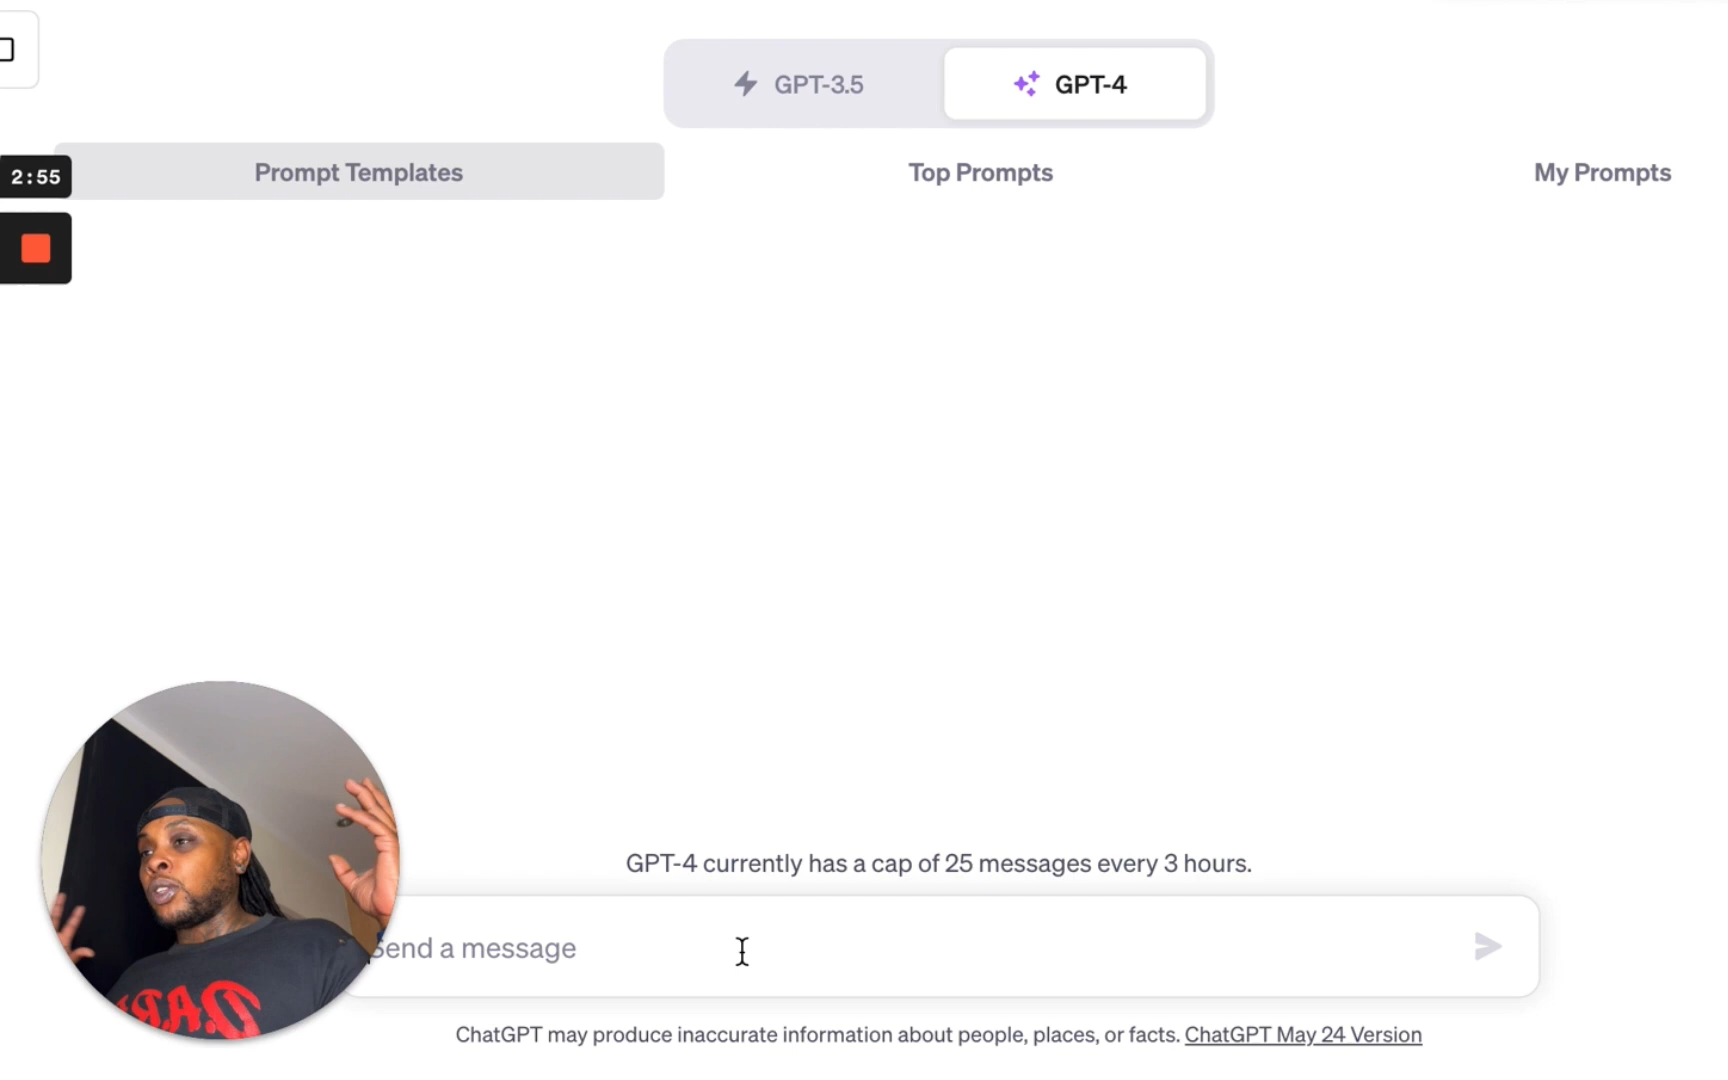 GPT-3.5
GPT-4
Prompt Templates
Top Prompts
My Prompts
2:55
GPT-4 currently has a cap of 25 messages every 3 hours.
Send a message
ChatGPT may produce inaccurate information about people, places, or facts. ChatGPT May 24 Version